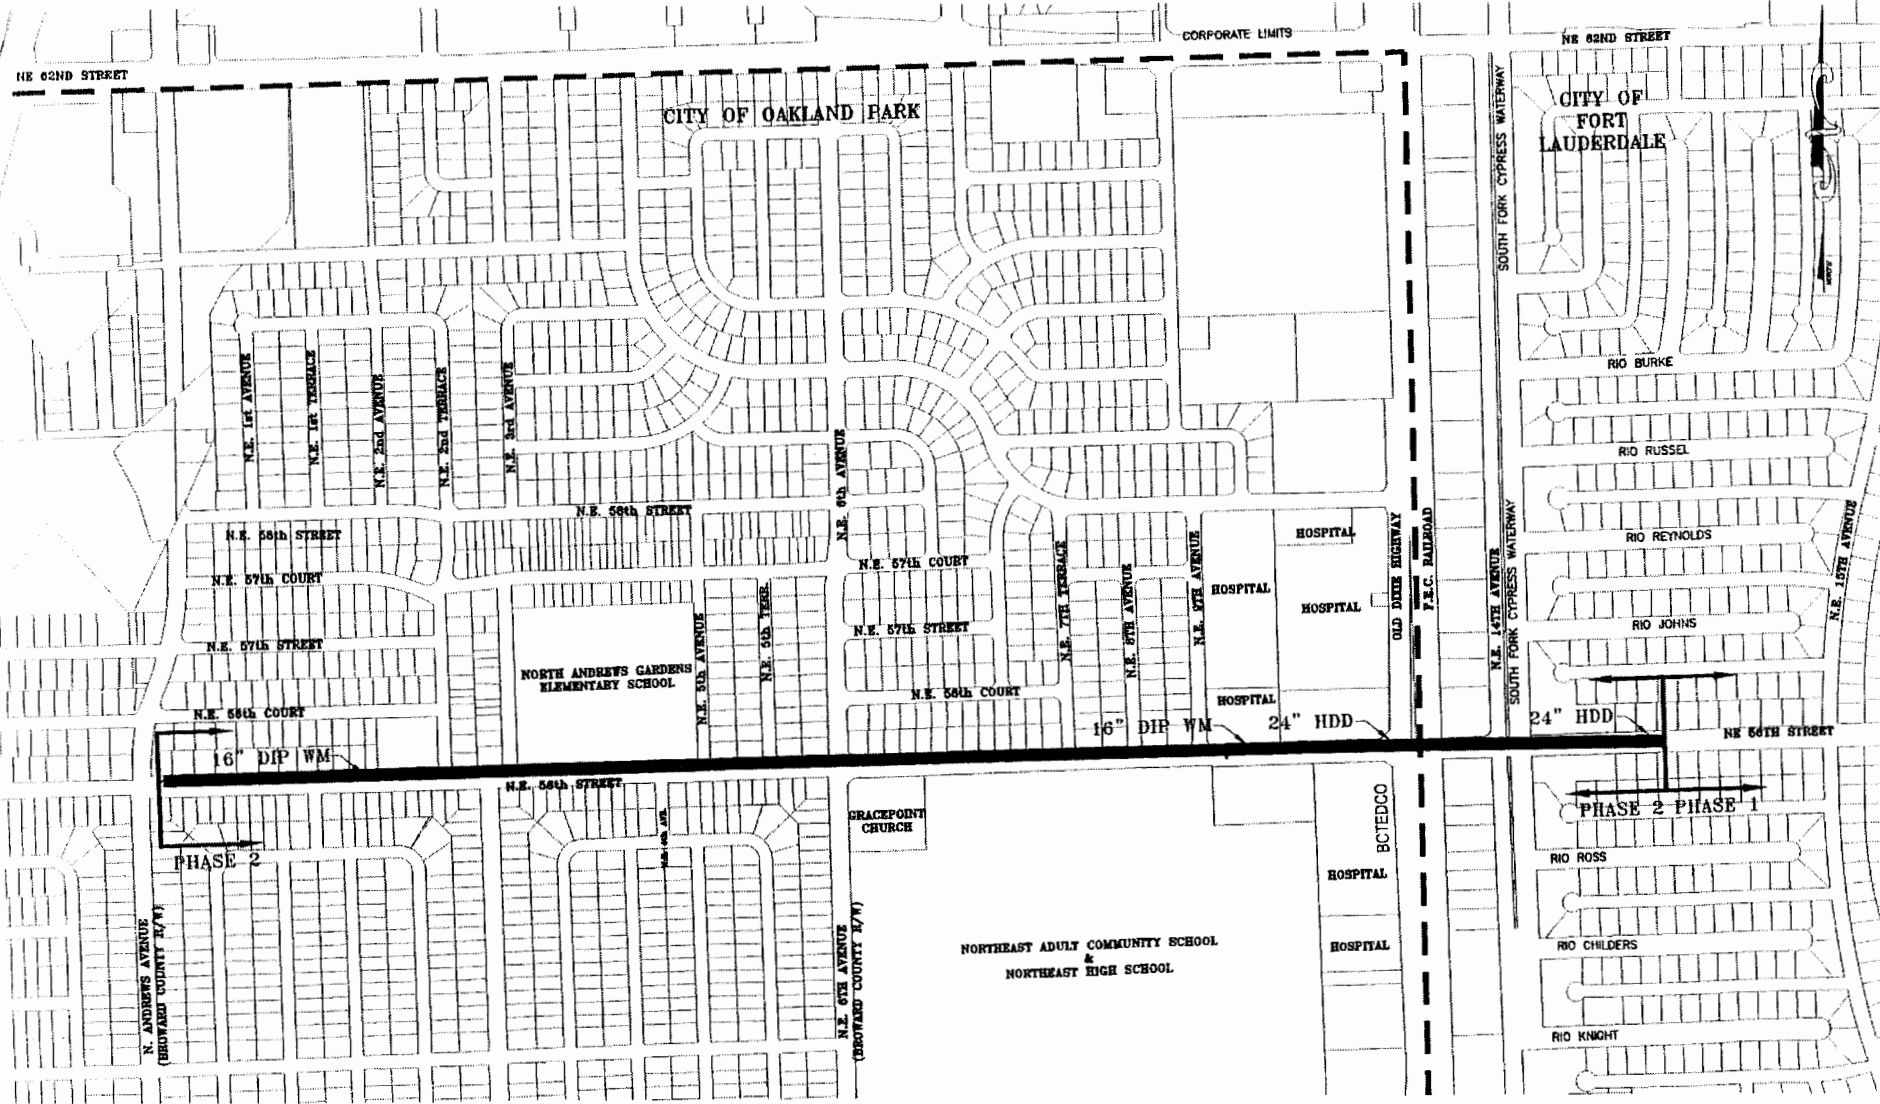 CORPORATE LIMITS
NE 62ND STREET
NE 62ND STREET
CITY OF OAKLAND PARK
CITY OF
FORT
LAUDERDALE
SOUTH FORK CYPRESS WATERWAY
RIO BURKE
N.E. 1st AVENUE
N.E. 1st TERRACE
N.E. 2nd AVENUE
N.E. 2nd TERRACE
N.E. 3rd AVENUE
N.E. 6th AVENUE
RIO RUSSEL
N.E. 58th STREET
N.E. 58th STREET
HOSPITAL
RIO REYNOLDS
N.E. 57th COURT
N.E. 57th COURT
HOSPITAL
HOSPITAL
OLD DIXIE HIGHWAY
F.E.C. RAILROAD
N.E. 14TH AVENUE
SOUTH FORK CYPRESS WATERWAY
N.E. 15TH AVENUE
N.E. 7TH TERRACE
N.E. 8TH AVENUE
N.E. 9TH AVENUE
N.E. 5th AVENUE
N.E. 5th TERR.
RIO JOHNS
N.E. 57th STREET
N.E. 57th STREET
NORTH ANDREWS GARDENS
ELEMENTARY SCHOOL
N.E. 56th COURT
HOSPITAL
N.E. 56th COURT
16" DIP WM
24" HDD
24" HDD
NE 56TH STREET
16" DIP WM
N.E. 56th STREET
PHASE 2 PHASE 1
GRACEPOINT
CHURCH
BCTEDCO
PHASE 2
RIO ROSS
HOSPITAL
N. ANDREWS AVENUE
(BROWARD COUNTY R/W)
N.E. 6TH AVENUE
(BROWARD COUNTY R/W)
NORTHEAST ADULT COMMUNITY SCHOOL
&
NORTHEAST HIGH SCHOOL
HOSPITAL
RIO CHILDERS
RIO KNIGHT